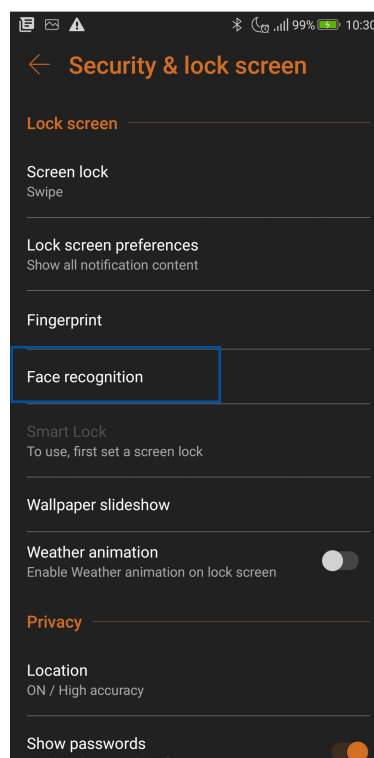 99% 10:30
Security & lock screen
Lock screen
Screen lock
Swipe
Lock screen preferences
Show all notification content
Fingerprint
Face recognition
Smart Lock
To use, first set a screen lock
Wallpaper slideshow
Weather animation
Enable Weather animation on lock screen
Privacy
Location
ON / High accuracy
Show passwords